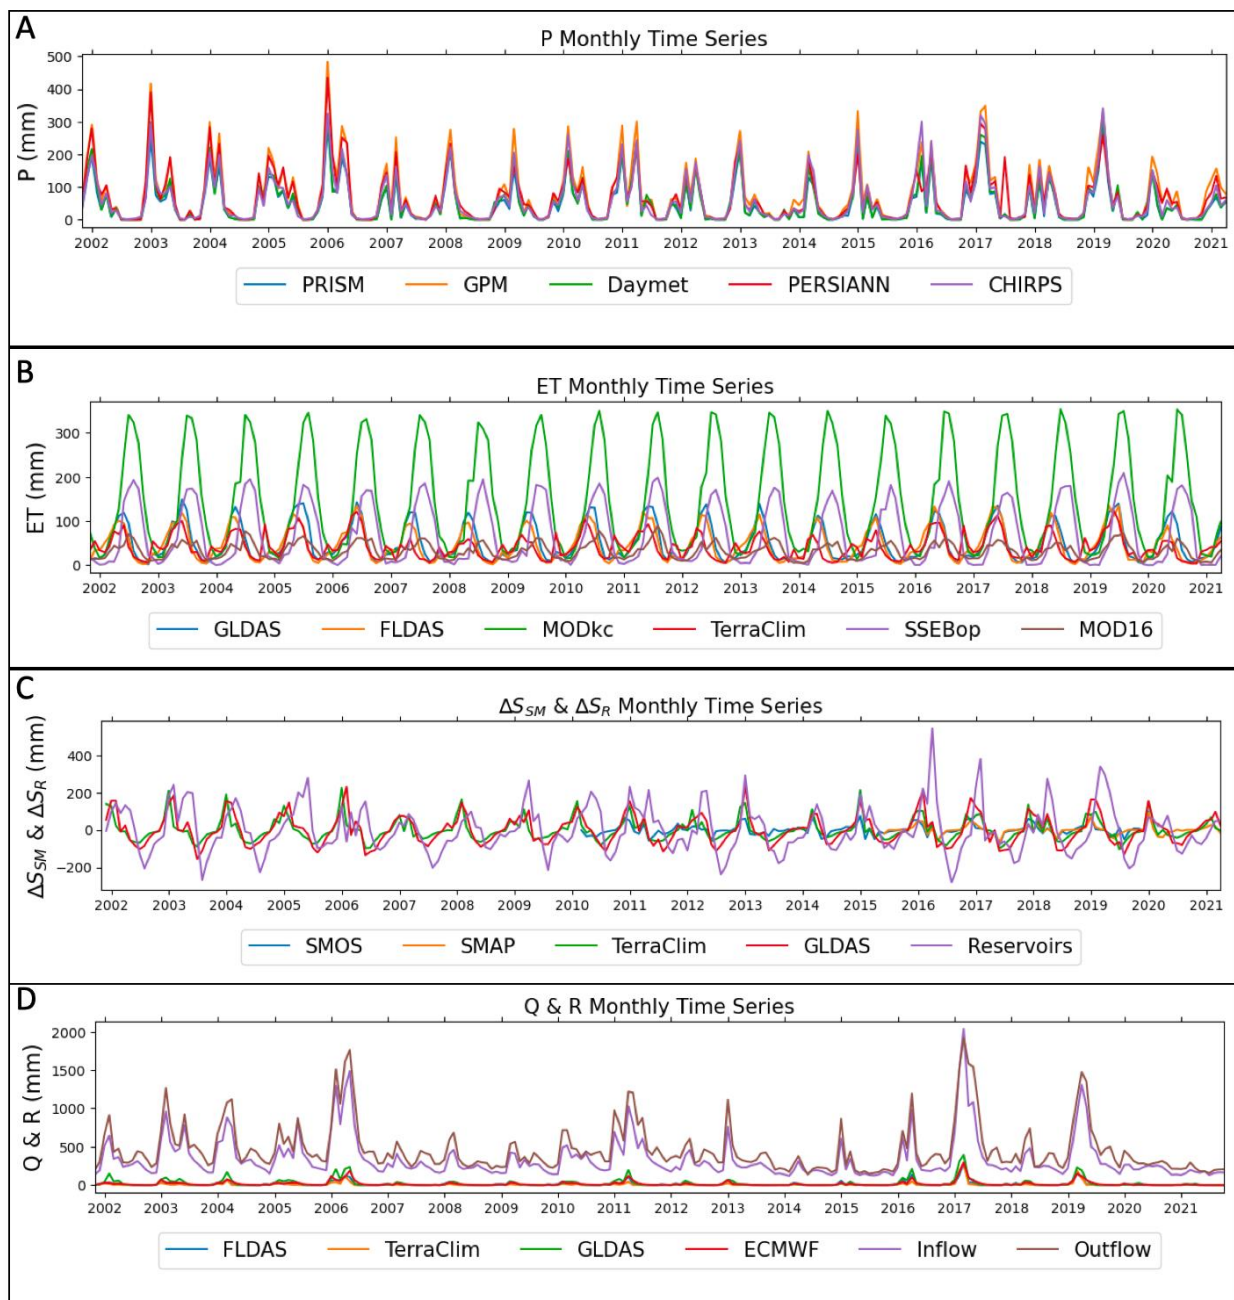 A
P Monthly Time Series
P (mm)
500
400
300
200
100
0
2002 2003 2004 2005 2006 2007 2008 2009 2010 2011 2012 2013 2014 2015 2016 2017 2018 2019 2020 2021
PRISM GPM Daymet PERSIANN CHIRPS
B
ET Monthly Time Series
ET (mm)
300
200
100
0
2002 2003 2004 2005 2006 2007 2008 2009 2010 2011 2012 2013 2014 2015 2016 2017 2018 2019 2020 2021
GLDAS FLDAS MODkc TerraClim SSEBop MOD16
C
ΔS_SM & ΔS_R Monthly Time Series
ΔS_SM & ΔS_R (mm)
400
200
0
−200
2002 2003 2004 2005 2006 2007 2008 2009 2010 2011 2012 2013 2014 2015 2016 2017 2018 2019 2020 2021
SMOS SMAP TerraClim GLDAS Reservoirs
D
Q & R Monthly Time Series
Q & R (mm)
2000
1500
1000
500
0
2002 2003 2004 2005 2006 2007 2008 2009 2010 2011 2012 2013 2014 2015 2016 2017 2018 2019 2020 2021
FLDAS TerraClim GLDAS ECMWF Inflow Outflow